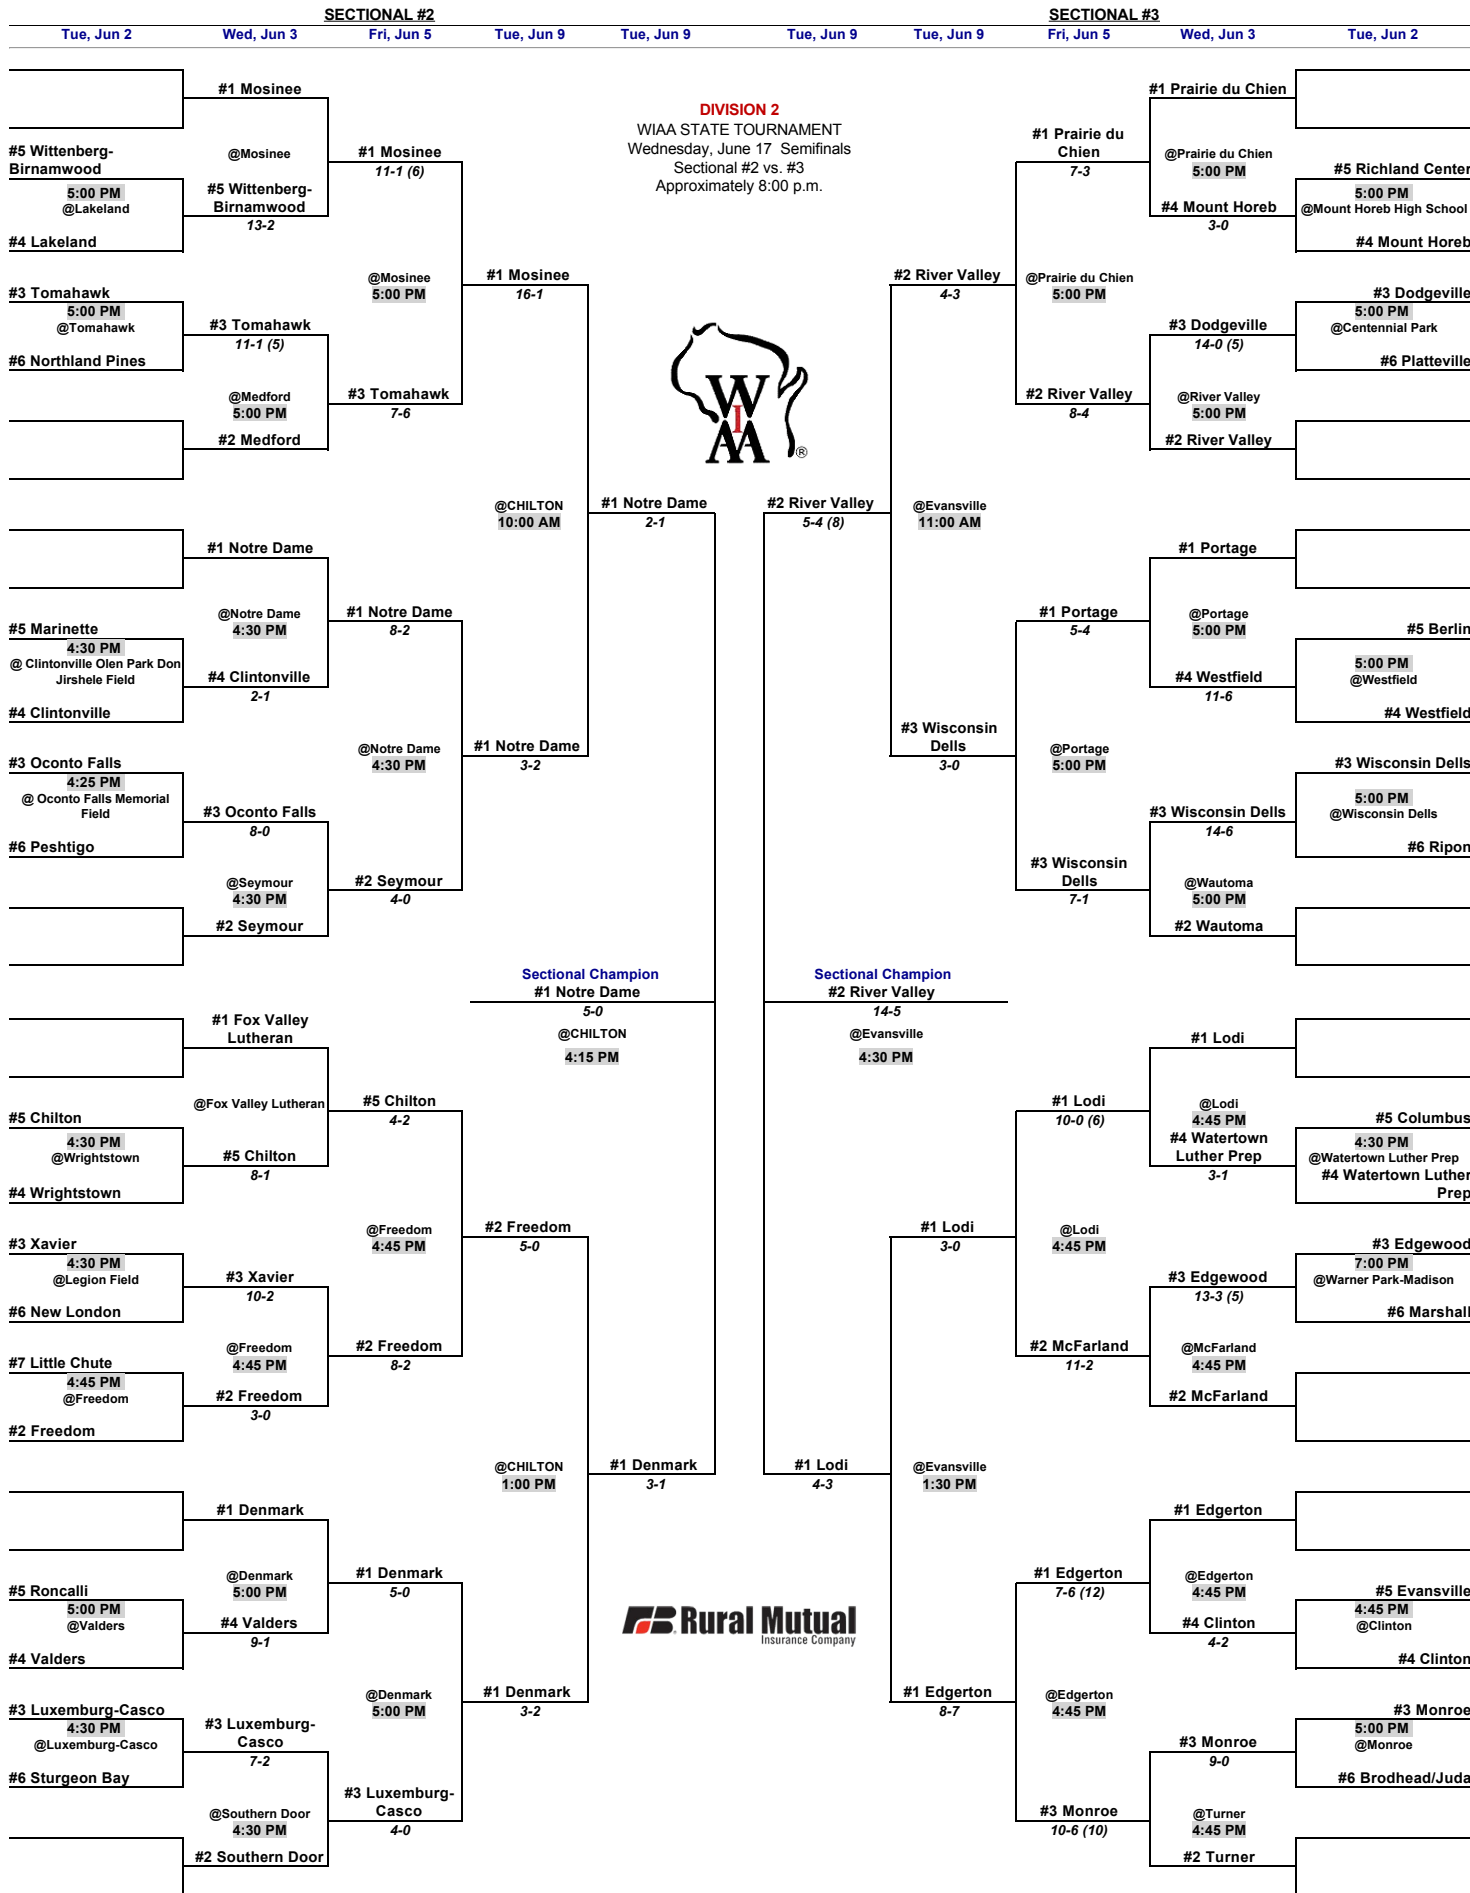 SECTIONAL #2
SECTIONAL #3
Tue, Jun 2
Wed, Jun 3
Fri, Jun 5
Tue, Jun 9
Tue, Jun 9
Tue, Jun 9
Tue, Jun 9
Fri, Jun 5
Wed, Jun 3
Tue, Jun 2
DIVISION 2
WIAA STATE TOURNAMENT
Wednesday, June 17 Semifinals
Sectional #2 vs. #3
Approximately 8:00 p.m.
#5 Wittenberg-
Birnamwood
5:00 PM
@Lakeland
#4 Lakeland
#3 Tomahawk
5:00 PM
@Tomahawk
#6 Northland Pines
#5 Marinette
4:30 PM
@ Clintonville Olen Park Don
Jirshele Field
#4 Clintonville
#3 Oconto Falls
4:25 PM
@ Oconto Falls Memorial
Field
#6 Peshtigo
#5 Chilton
4:30 PM
@Wrightstown
#4 Wrightstown
#3 Xavier
4:30 PM
@Legion Field
#6 New London
#7 Little Chute
4:45 PM
@Freedom
#2 Freedom
#5 Roncalli
5:00 PM
@Valders
#4 Valders
#3 Luxemburg-Casco
4:30 PM
@Luxemburg-Casco
#6 Sturgeon Bay
#1 Mosinee
@Mosinee
#5 Wittenberg-
Birnamwood
13-2
#3 Tomahawk
11-1 (5)
@Medford
5:00 PM
#2 Medford
#1 Notre Dame
@Notre Dame
4:30 PM
#4 Clintonville
2-1
#3 Oconto Falls
8-0
@Seymour
4:30 PM
#2 Seymour
#1 Fox Valley
Lutheran
@Fox Valley Lutheran
#5 Chilton
8-1
#3 Xavier
10-2
@Freedom
4:45 PM
#2 Freedom
3-0
#1 Denmark
@Denmark
5:00 PM
#4 Valders
9-1
#3 Luxemburg-
Casco
7-2
@Southern Door
4:30 PM
#2 Southern Door
#1 Mosinee
11-1 (6)
@Mosinee
5:00 PM
#3 Tomahawk
7-6
#1 Notre Dame
8-2
@Notre Dame
4:30 PM
#2 Seymour
4-0
#5 Chilton
4-2
@Freedom
4:45 PM
#2 Freedom
8-2
#1 Denmark
5-0
@Denmark
5:00 PM
#3 Luxemburg-
Casco
4-0
#1 Mosinee
16-1
@CHILTON
10:00 AM
#1 Notre Dame
3-2
#2 Freedom
5-0
@CHILTON
1:00 PM
#1 Denmark
3-2
#1 Notre Dame
2-1
Sectional Champion
#1 Notre Dame
5-0
@CHILTON
4:15 PM
#1 Denmark
3-1
W
I
AA
®
Rural Mutual
Insurance Company
#2 River Valley
5-4 (8)
Sectional Champion
#2 River Valley
14-5
@Evansville
4:30 PM
#1 Lodi
4-3
#2 River Valley
4-3
@Evansville
11:00 AM
#3 Wisconsin
Dells
3-0
#1 Lodi
3-0
@Evansville
1:30 PM
#1 Edgerton
8-7
#1 Prairie du
Chien
7-3
@Prairie du Chien
5:00 PM
#2 River Valley
8-4
#1 Portage
5-4
@Portage
5:00 PM
#3 Wisconsin
Dells
7-1
#1 Lodi
10-0 (6)
@Lodi
4:45 PM
#2 McFarland
11-2
#1 Edgerton
7-6 (12)
@Edgerton
4:45 PM
#3 Monroe
10-6 (10)
#1 Prairie du Chien
@Prairie du Chien
5:00 PM
#4 Mount Horeb
3-0
#3 Dodgeville
14-0 (5)
@River Valley
5:00 PM
#2 River Valley
#1 Portage
@Portage
5:00 PM
#4 Westfield
11-6
#3 Wisconsin Dells
14-6
@Wautoma
5:00 PM
#2 Wautoma
#1 Lodi
@Lodi
4:45 PM
#4 Watertown
Luther Prep
3-1
#3 Edgewood
13-3 (5)
@McFarland
4:45 PM
#2 McFarland
#1 Edgerton
@Edgerton
4:45 PM
#4 Clinton
4-2
#3 Monroe
9-0
@Turner
4:45 PM
#2 Turner
#5 Richland Center
5:00 PM
@Mount Horeb High School
#4 Mount Horeb
#3 Dodgeville
5:00 PM
@Centennial Park
#6 Platteville
#5 Berlin
5:00 PM
@Westfield
#4 Westfield
#3 Wisconsin Dells
5:00 PM
@Wisconsin Dells
#6 Ripon
#5 Columbus
4:30 PM
@Watertown Luther Prep
#4 Watertown Luther
Prep
#3 Edgewood
7:00 PM
@Warner Park-Madison
#6 Marshall
#5 Evansville
4:45 PM
@Clinton
#4 Clinton
#3 Monroe
5:00 PM
@Monroe
#6 Brodhead/Juda